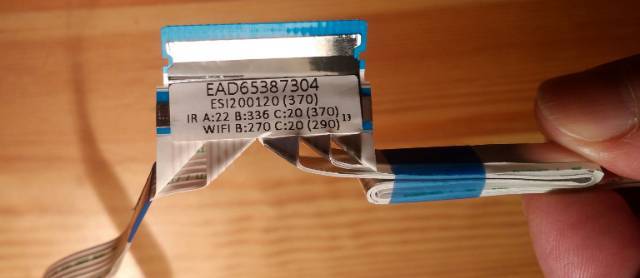 EAD65387304
ESI200120 (370)
IR A:22 B:336 C:20 (370) 13
WIFI B:270 C:20 (290)